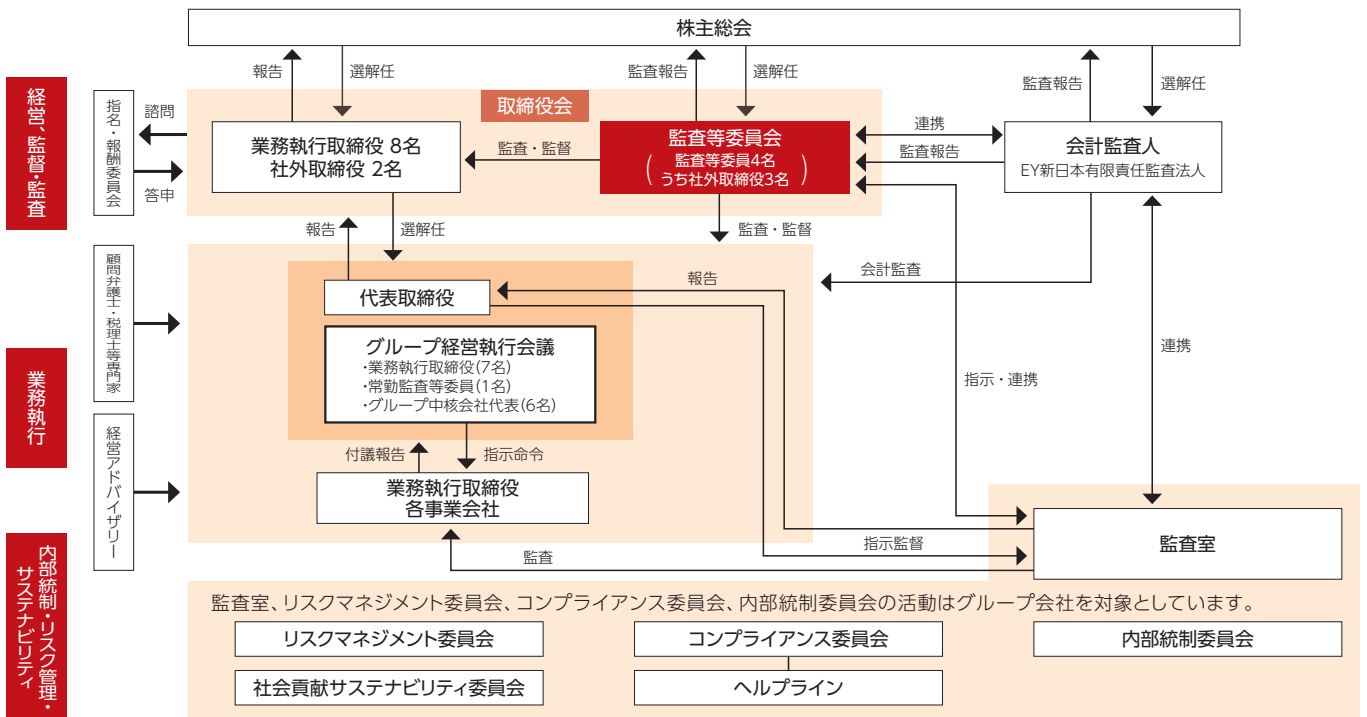 株主総会
報告
選解任
監査報告
選解任
監査報告
選解任
経営、監督・監査
指名・報酬委員会
諮問
答申
取締役会
業務執行取締役 8名
社外取締役 2名
監査・監督
監査等委員会
(監査等委員4名
うち社外取締役3名)
連携
監査報告
会計監査人
EY新日本有限責任監査法人
報告
選解任
監査・監督
会計監査
顧問弁護士・税理士等専門家
代表取締役
報告
グループ経営執行会議
・業務執行取締役(7名)
・常勤監査等委員(1名)
・グループ中核会社代表(6名)
指示・連携
連携
業務執行
経営アドバイザリー
付議報告
指示命令
業務執行取締役
各事業会社
監査
指示監督
監査室
内部統制・リスク管理・
サステナビリティ
監査室、リスクマネジメント委員会、コンプライアンス委員会、内部統制委員会の活動はグループ会社を対象としています。
リスクマネジメント委員会
コンプライアンス委員会
内部統制委員会
社会貢献サステナビリティ委員会
ヘルプライン